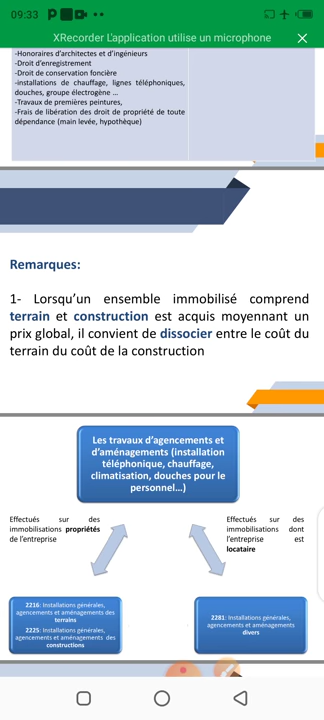 09:33
XRecorder L'application utilise un microphone
-Honoraires d'architectes et d'ingénieurs
-Droit d'enregistrement
-Droit de conservation foncière
-installations de chauffage, lignes téléphoniques,
douches, groupe électrogène ...
-Travaux de premières peintures,
-Frais de libération des droit de propriété de toute
dépendance (main levée, hypothèque)
Remarques:
1- Lorsqu'un ensemble immobilisé comprend
terrain et construction est acquis moyennant un
prix global, il convient de dissocier entre le coût du
terrain du coût de la construction
Les travaux d'agencements et
d'aménagements (installation
téléphonique, chauffage,
climatisation, douches pour le
personnel...)
Effectués sur des
immobilisations propriétés
de l'entreprise
Effectués sur des
immobilisations dont
l'entreprise est
locataire
2216: Installations générales,
agencements et aménagements des
terrains
2225: Installations générales,
agencements et aménagements des
constructions
2281: Installations générales,
agencements et aménagements
divers